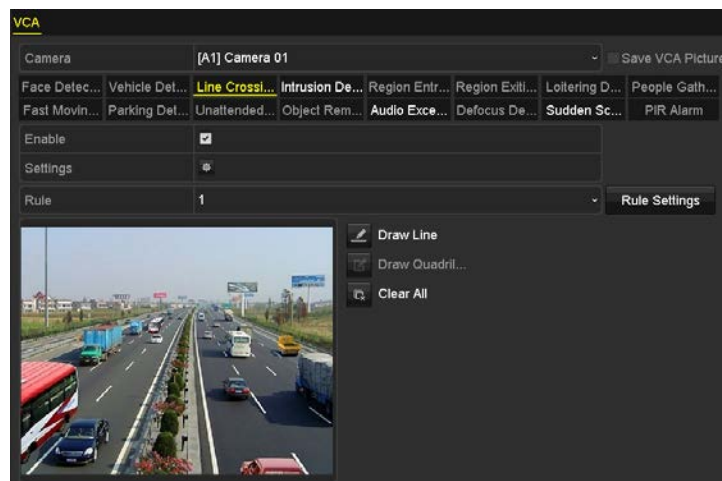 VCA
Camera [A1] Camera 01 Save VCA Picture
Face Detec... Vehicle Det... Line Crossi... Intrusion De... Region Entr... Region Exiti... Loitering D... People Gath...
Fast Movin... Parking Det... Unattended... Object Rem... Audio Exce... Defocus De... Sudden Sc... PIR Alarm
Enable
Settings
Rule 1 Rule Settings
Draw Line
Draw Quadril...
Clear All